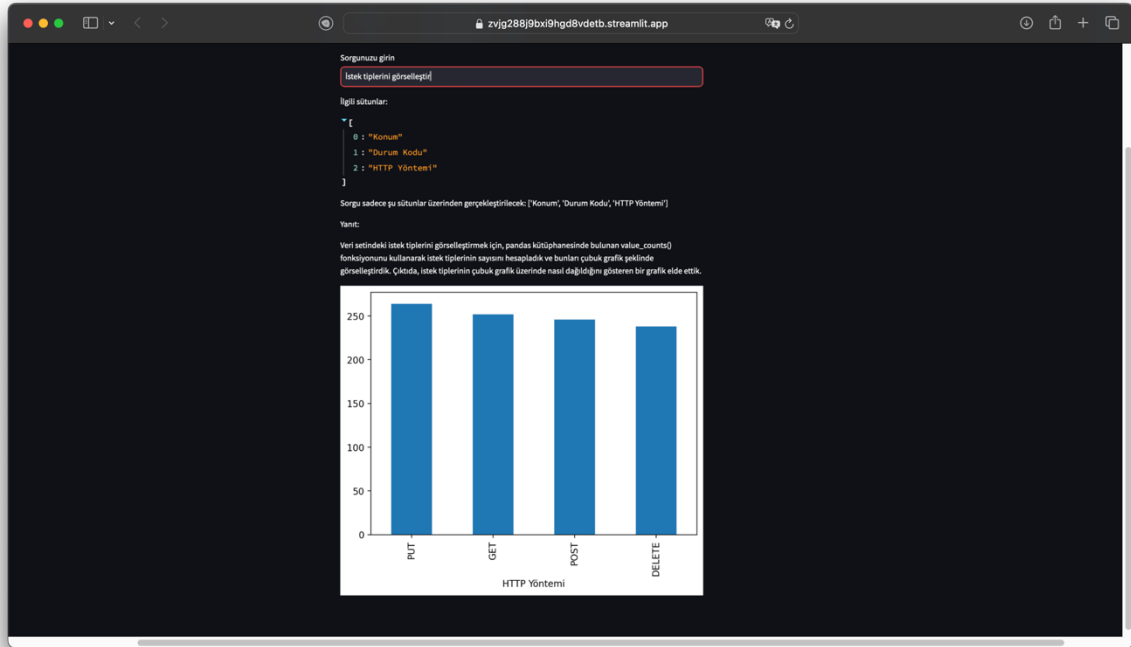 zvjg288j9bxi9hgd8vdetb.streamlit.app
Sorgunuzu girin
İstek tiplerini görselleştir
İlgili sütunlar:
[
0 : "Konum"
1 : "Durum Kodu"
2 : "HTTP Yöntemi"
]
Sorgu sadece şu sütunlar üzerinden gerçekleştirilecek: ['Konum', 'Durum Kodu', 'HTTP Yöntemi']
Yanıt:
Veri setindeki istek tiplerini görselleştirmek için, pandas kütüphanesinde bulunan value_counts()
fonksiyonunu kullanarak istek tiplerinin sayısını hesapladık ve bunları çubuk grafik şeklinde
görselleştirdik. Çıktıda, istek tiplerinin çubuk grafik üzerinde nasıl dağıldığını gösteren bir grafik elde ettik.
250
200
150
100
50
0
PUT
GET
POST
DELETE
HTTP Yöntemi